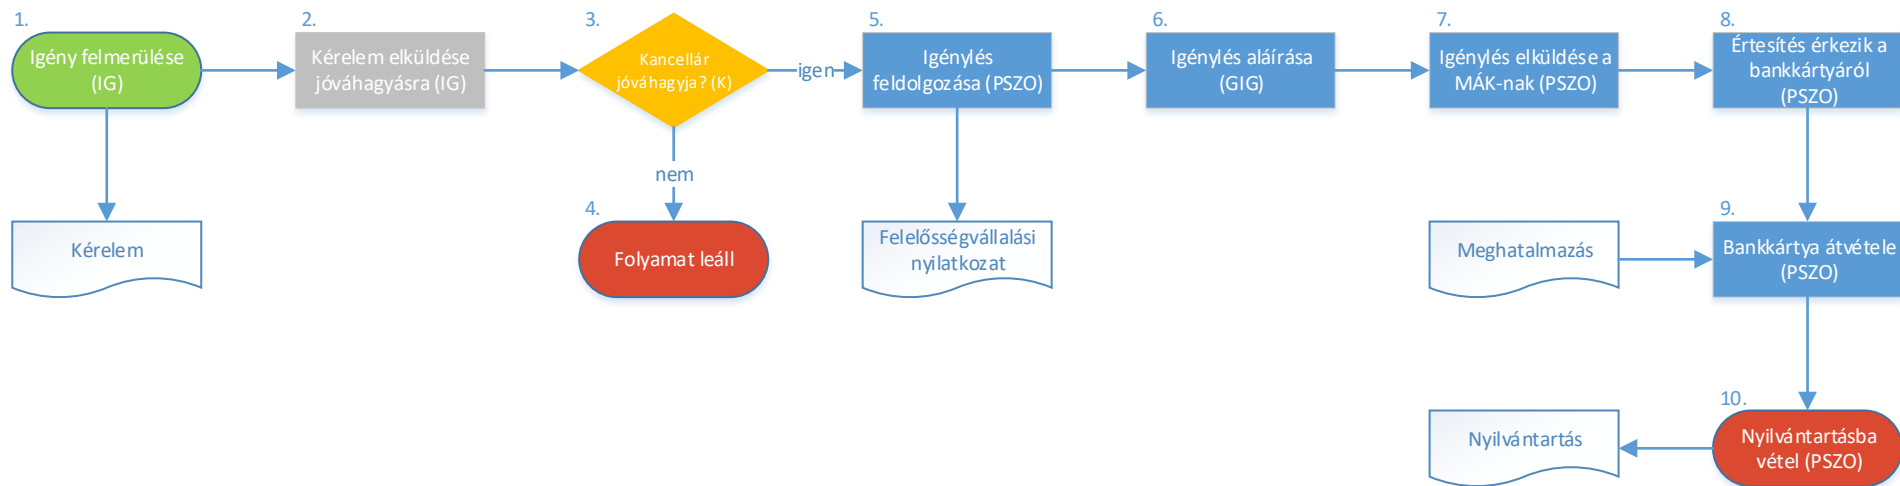 1.
Igény felmerülése
(IG)
2.
Kérelem elküldése
jóváhagyásra (IG)
3.
Kancellár
jóváhagyja? (K)
igen
nem
4.
Folyamat leáll
5.
Igénylés
feldolgozása (PSZO)
6.
Igénylés aláírása
(GIG)
7.
Igénylés elküldése a
MÁK-nak (PSZO)
8.
Értesítés érkezik a
bankkártyáról
(PSZO)
Kérelem
Felelősségvállalási
nyilatkozat
Meghatalmazás
9.
Bankkártya átvétele
(PSZO)
Nyilvántartás
10.
Nyilvántartásba
vétel (PSZO)